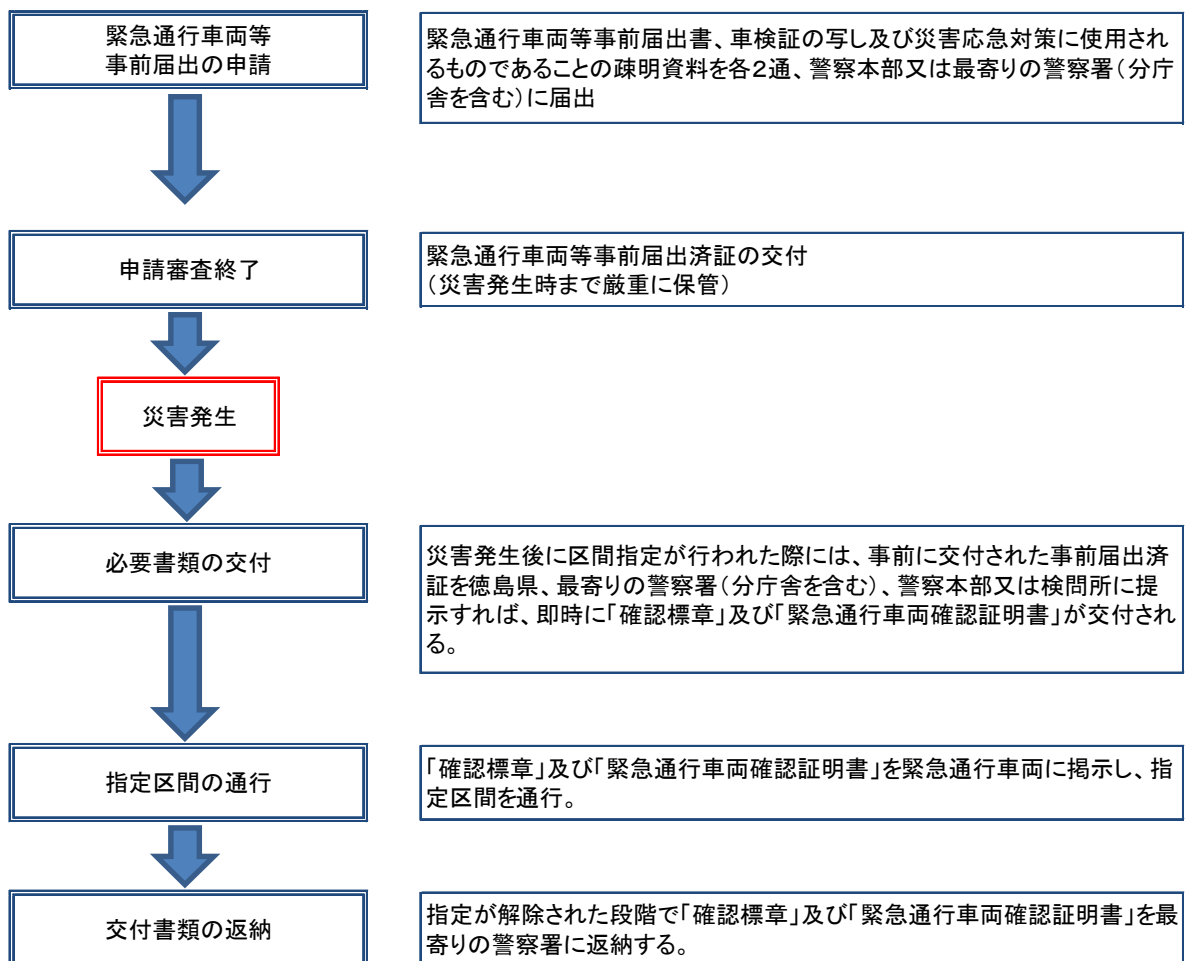 緊急通行車両等
事前届出の申請
緊急通行車両等事前届出書、車検証の写し及び災害応急対策に使用され
るものであることの疎明資料を各２通、警察本部又は最寄りの警察署（分庁
舎を含む）に届出
申請審査終了
緊急通行車両等事前届出済証の交付
（災害発生時まで厳重に保管）
災害発生
必要書類の交付
災害発生後に区間指定が行われた際には、事前に交付された事前届出済
証を徳島県、最寄りの警察署（分庁舎を含む）、警察本部又は検問所に提
示すれば、即時に「確認標章」及び「緊急通行車両確認証明書」が交付され
る。
指定区間の通行
「確認標章」及び「緊急通行車両確認証明書」を緊急通行車両に掲示し、指
定区間を通行。
交付書類の返納
指定が解除された段階で「確認標章」及び「緊急通行車両確認証明書」を最
寄りの警察署に返納する。